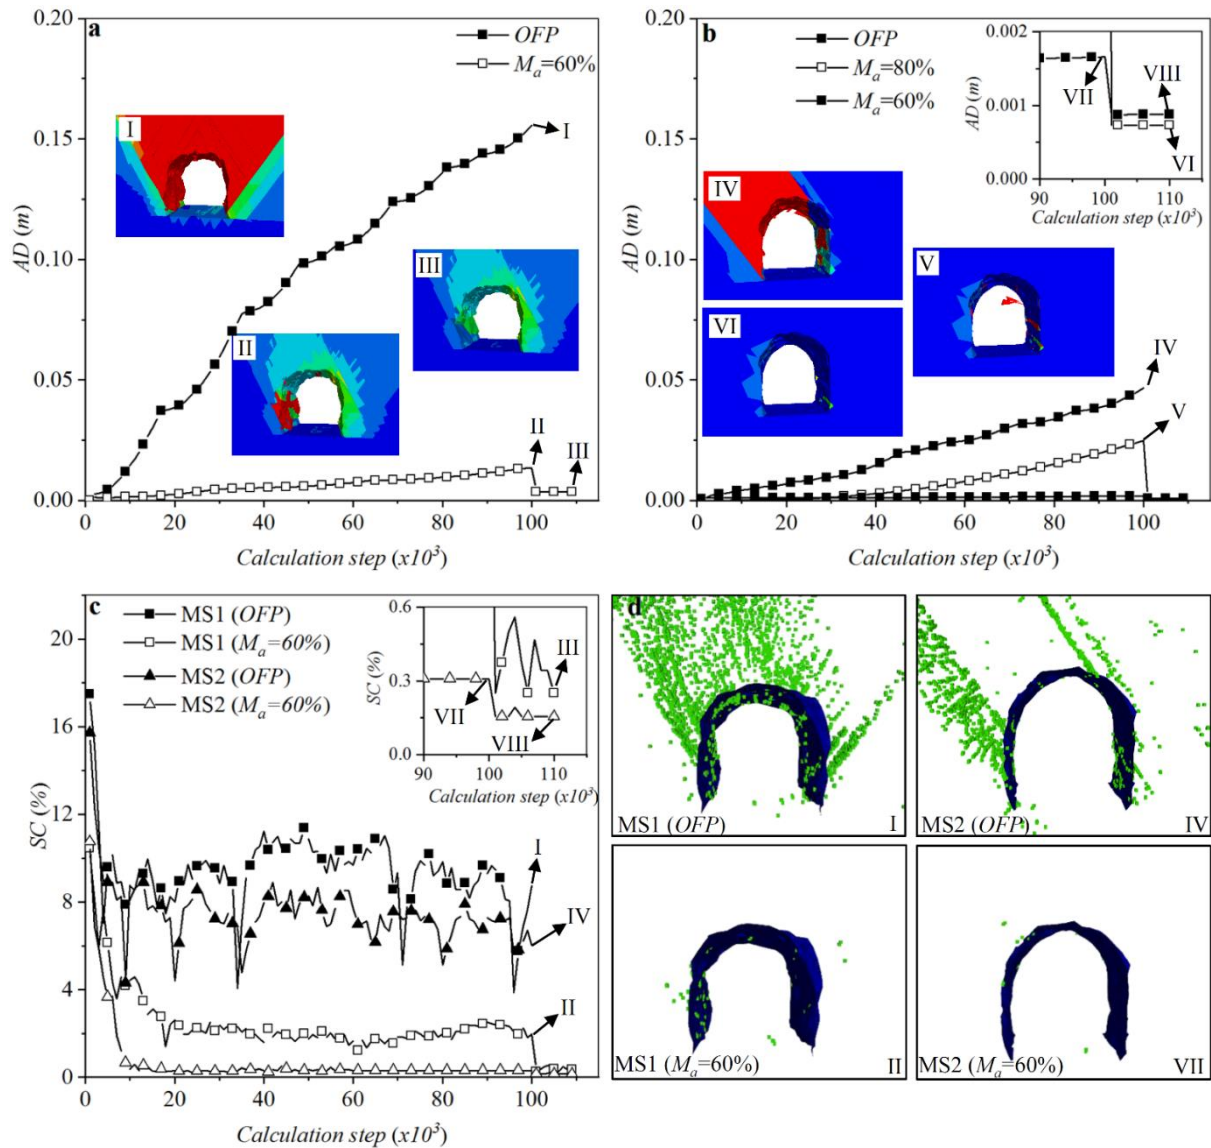 a
OFP
Mₐ=60%
0.20
0.15
0.10
0.05
0.00
AD (m)
I
I
II
III
II
III
0
20
40
60
80
100
Calculation step (x10³)
b
OFP
Mₐ=80%
Mₐ=60%
0.20
0.15
0.10
0.05
0.00
AD (m)
0.002
0.001
0.000
AD (m)
VII
VIII
VI
90
100
110
Calculation step (x10³)
IV
V
VI
IV
V
0
20
40
60
80
100
Calculation step (x10³)
c
MS1 (OFP)
MS1 (Mₐ=60%)
MS2 (OFP)
MS2 (Mₐ=60%)
20
16
12
8
4
0
SC (%)
0.6
0.3
0.0
SC (%)
VII
III
VIII
90
100
110
Calculation step (x10³)
I
IV
II
0
20
40
60
80
100
Calculation step (x10³)
d
MS1 (OFP)
I
MS2 (OFP)
IV
MS1 (Mₐ=60%)
II
MS2 (Mₐ=60%)
VII